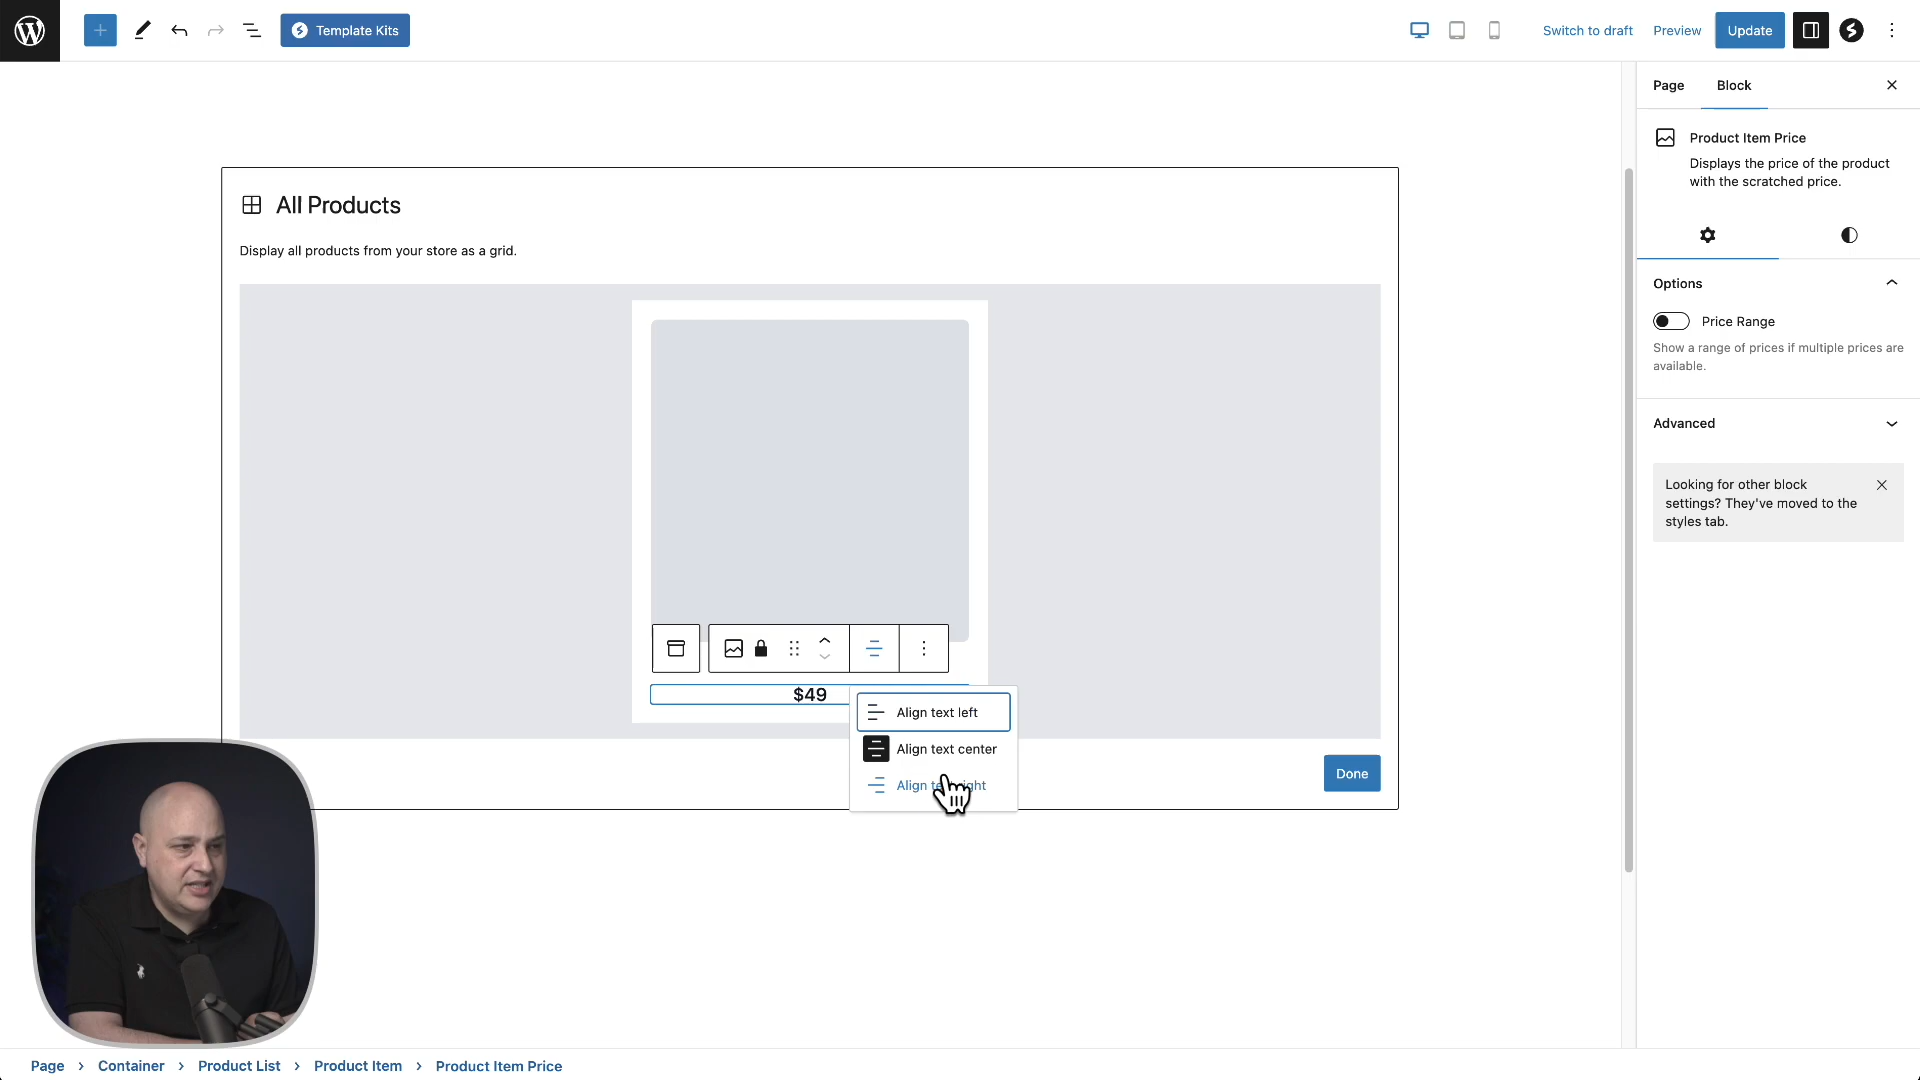 Template Kits
Switch to draft
Preview
Update
Page
Block
Product Item Price
Displays the price of the product
with the scratched price.
Options
Price Range
Show a range of prices if multiple prices are
available.
Advanced
Looking for other block
settings? They've moved to the
styles tab.
All Products
Display all products from your store as a grid.
$49
Align text left
Align text center
Align text right
Done
Page > Container > Product List > Product Item > Product Item Price